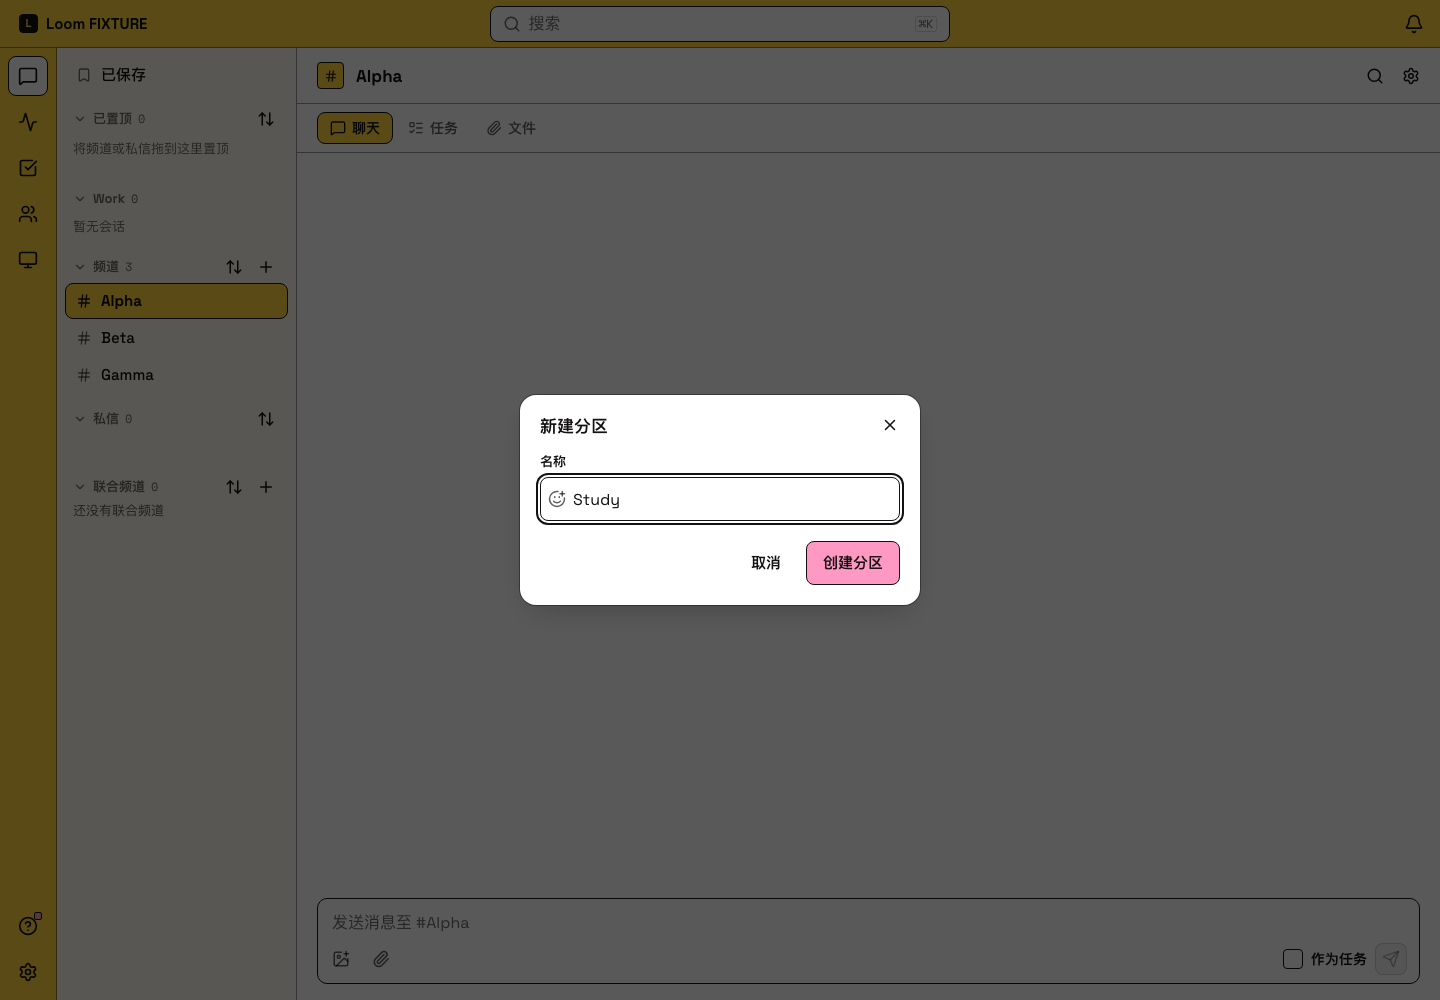 L Loom FIXTURE
搜索
⌘K
已保存
已置顶 0
将频道或私信拖到这里置顶
Work 0
暂无会话
频道 3
Alpha
Beta
Gamma
私信 0
联合频道 0
还没有联合频道
# Alpha
聊天
任务
文件
新建分区
名称
Study
取消
创建分区
发送消息至 #Alpha
作为任务